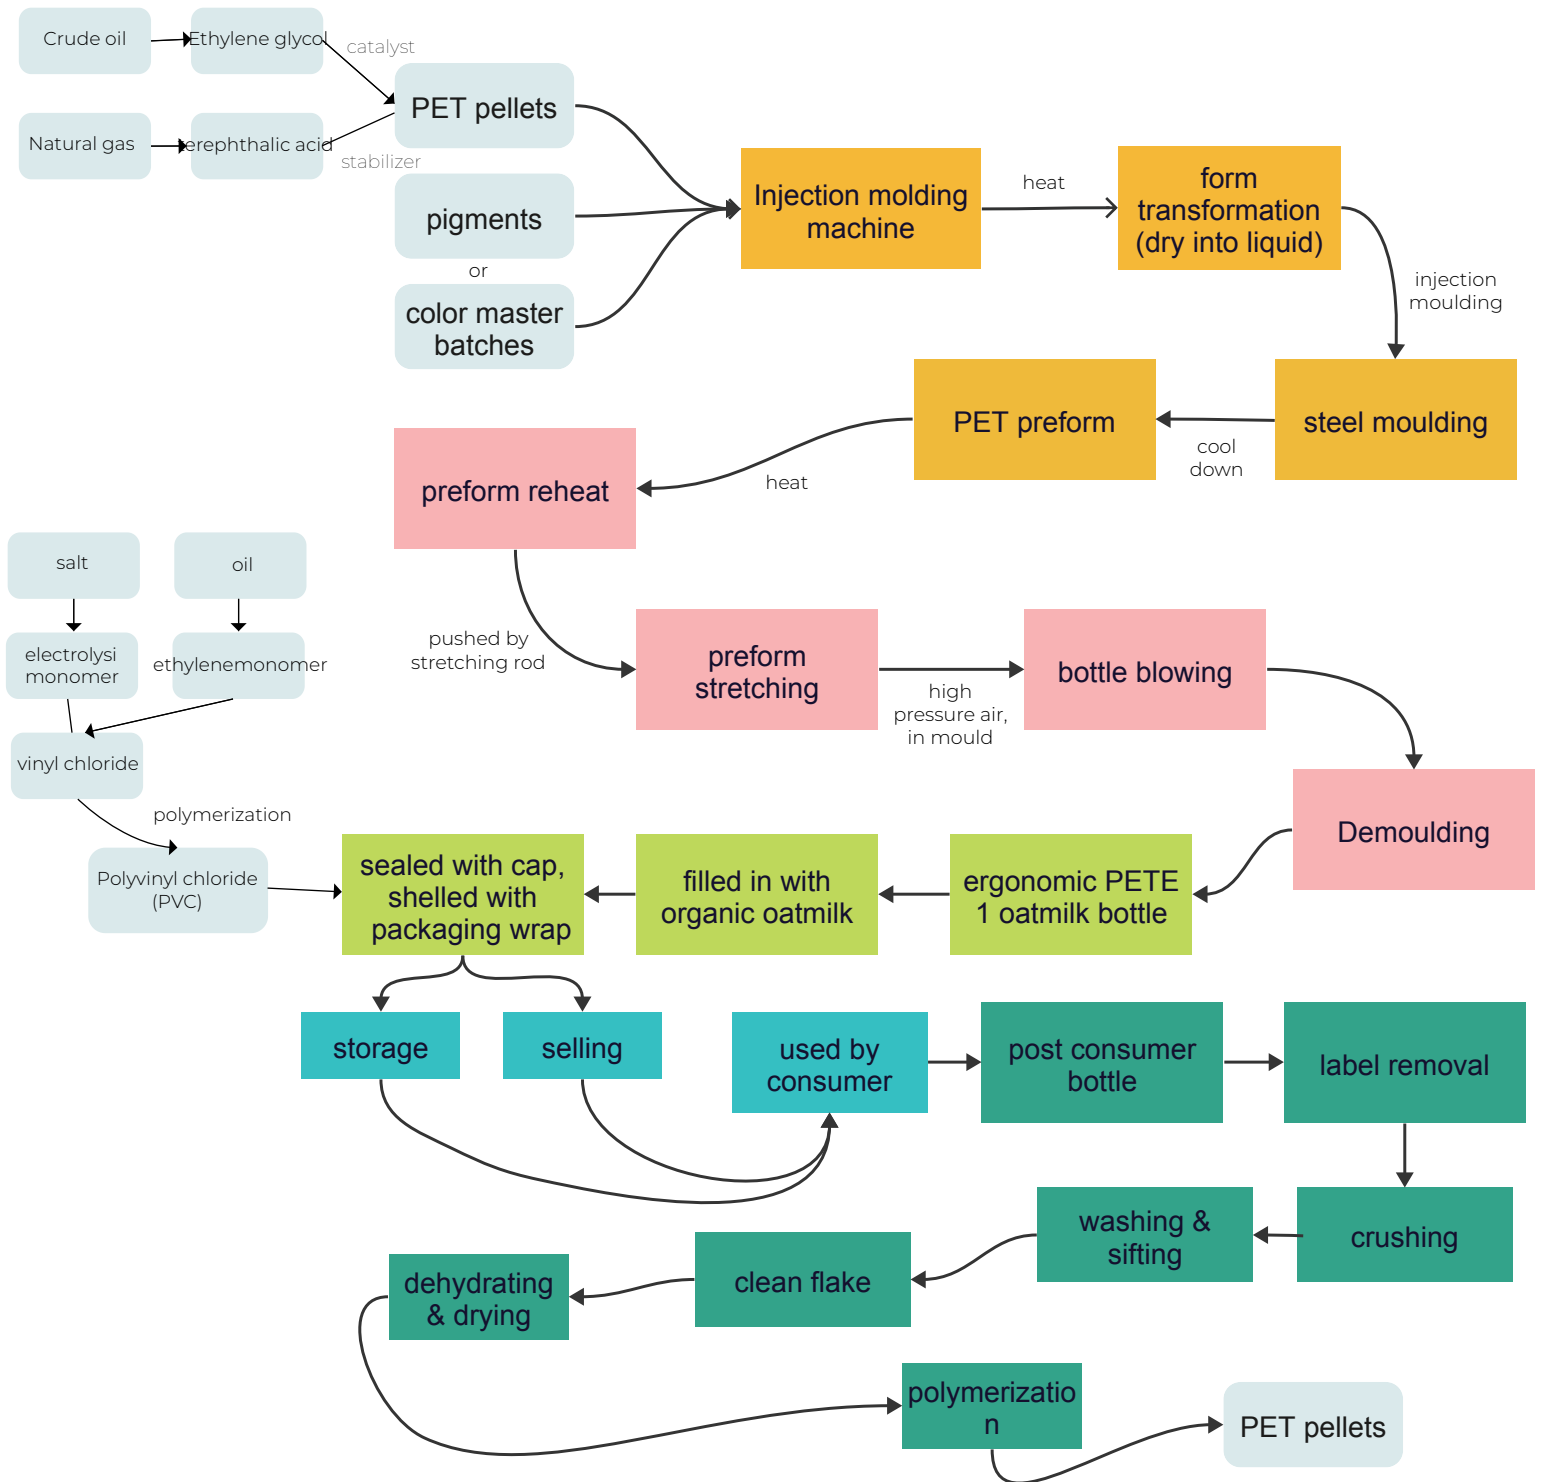 Crude oil
Ethylene glycol
catalyst
PET pellets
Natural gas
erephthalic acid
stabilizer
pigments
or
color master
batches
Injection molding
machine
heat
form
transformation
(dry into liquid)
injection
moulding
steel moulding
cool
down
PET preform
heat
preform reheat
pushed by
stretching rod
preform
stretching
high
pressure air,
in mould
bottle blowing
Demoulding
salt
oil
electrolysi
monomer
ethylenemonomer
vinyl chloride
polymerization
Polyvinyl chloride
(PVC)
sealed with cap,
shelled with
packaging wrap
filled in with
organic oatmilk
ergonomic PETE
1 oatmilk bottle
storage
selling
used by
consumer
post consumer
bottle
label removal
crushing
washing &
sifting
clean flake
dehydrating
& drying
polymerizatio
n
PET pellets